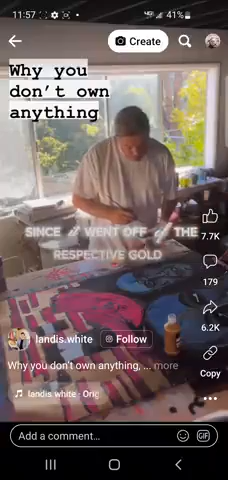 11:57
41%
Create
Why you
don't own
anything
SINCE it WENT OFF of THE
RESPECTIVE GOLD
7.7K
179
6.2K
landis.white
Follow
Copy
Why you don't own anything, ... more
landis.white · Orig
Add a comment...
GIF